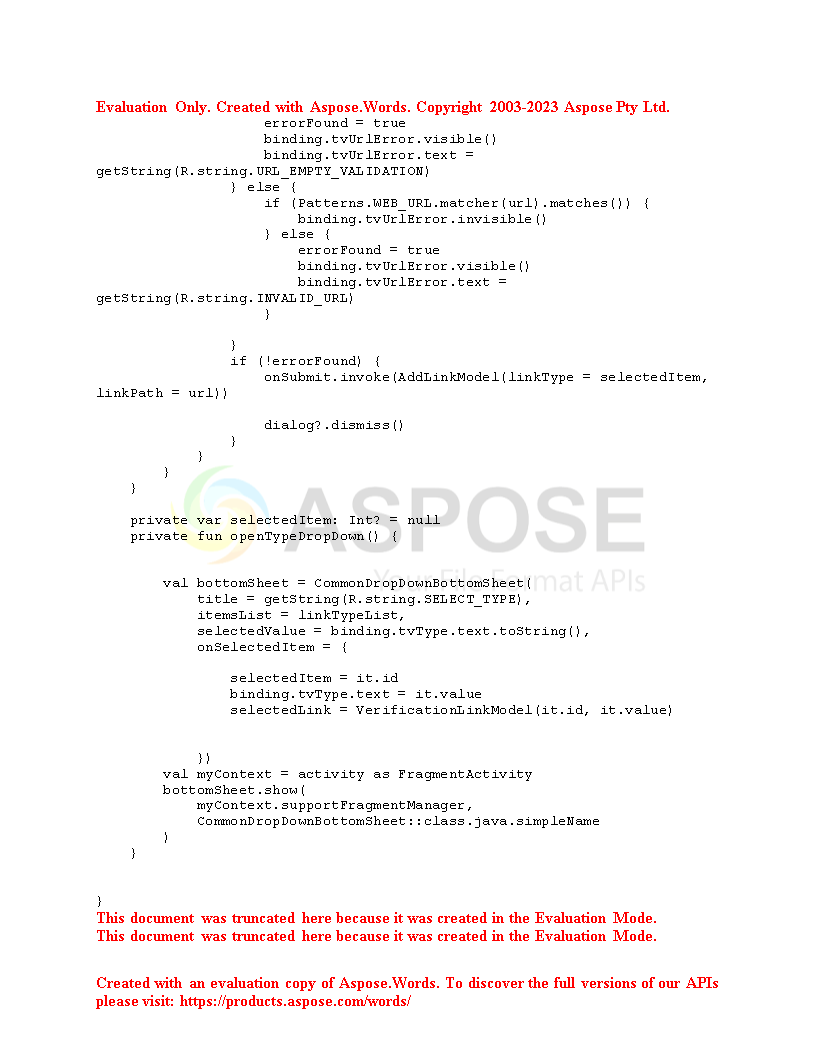 Evaluation Only. Created with Aspose.Words. Copyright 2003-2023 Aspose Pty Ltd.
errorFound = true
binding.tvUrlError.visible()
binding.tvUrlError.text =
getString(R.string.URL_EMPTY_VALIDATION)
} else {
if (Patterns.WEB_URL.matcher(url).matches()) {
binding.tvUrlError.invisible()
} else {
errorFound = true
binding.tvUrlError.visible()
binding.tvUrlError.text =
getString(R.string.INVALID_URL)
}
}
if (!errorFound) {
onSubmit.invoke(AddLinkModel(linkType = selectedItem,
linkPath = url))
dialog?.dismiss()
}
}
}
}
ASPOSE
Your File Format APIs
private var selectedItem: Int? = null
private fun openTypeDropDown() {
val bottomSheet = CommonDropDownBottomSheet(
title = getString(R.string.SELECT_TYPE),
itemsList = linkTypeList,
selectedValue = binding.tvType.text.toString(),
onSelectedItem = {
selectedItem = it.id
binding.tvType.text = it.value
selectedLink = VerificationLinkModel(it.id, it.value)
})
val myContext = activity as FragmentActivity
bottomSheet.show(
myContext.supportFragmentManager,
CommonDropDownBottomSheet::class.java.simpleName
)
}
}
This document was truncated here because it was created in the Evaluation Mode.
This document was truncated here because it was created in the Evaluation Mode.
Created with an evaluation copy of Aspose.Words. To discover the full versions of our APIs
please visit: https://products.aspose.com/words/